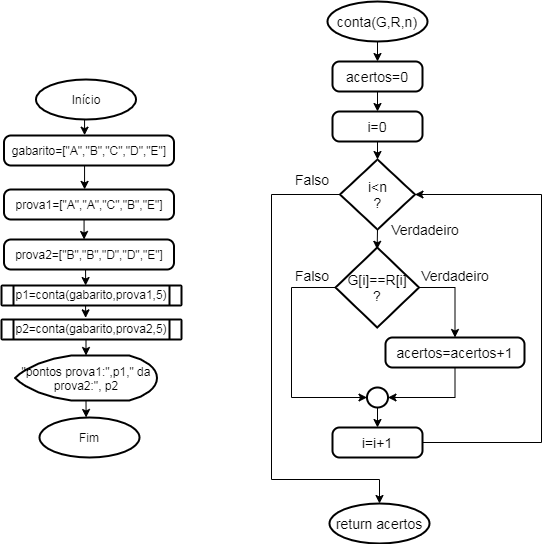 Início
gabarito=["A","B","C","D","E"]
prova1=["A","A","C","B","E"]
prova2=["B","B","D","D","E"]
p1=conta(gabarito,prova1,5)
p2=conta(gabarito,prova2,5)
"pontos prova1:",p1," da
prova2:", p2
Fim
conta(G,R,n)
acertos=0
i=0
i<n
?
Falso
Verdadeiro
G[i]==R[i]
?
Falso
Verdadeiro
acertos=acertos+1
i=i+1
return acertos